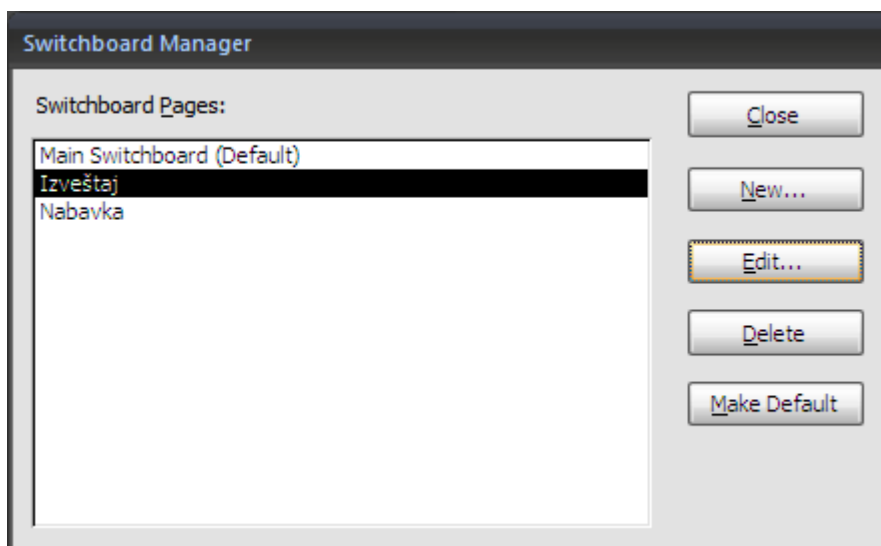 Switchboard Manager
Switchboard Pages:
Main Switchboard (Default)
Izveštaj
Nabavka
Close
New...
Edit...
Delete
Make Default